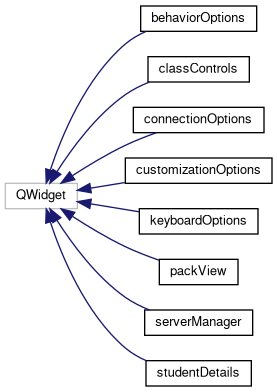 behaviorOptions
classControls
connectionOptions
customizationOptions
QWidget
keyboardOptions
packView
serverManager
studentDetails